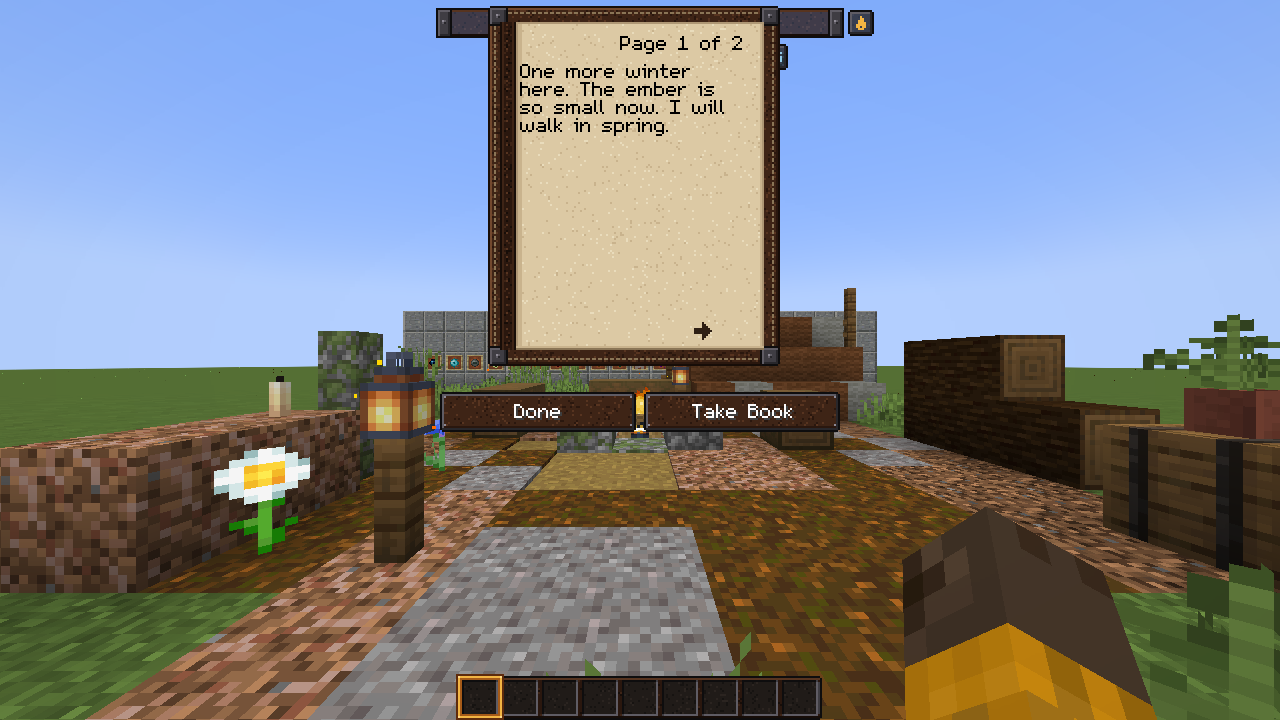 Page 1 of 2
One more winter
here. The ember is
so small now. I will
walk in spring.
Done
Take Book